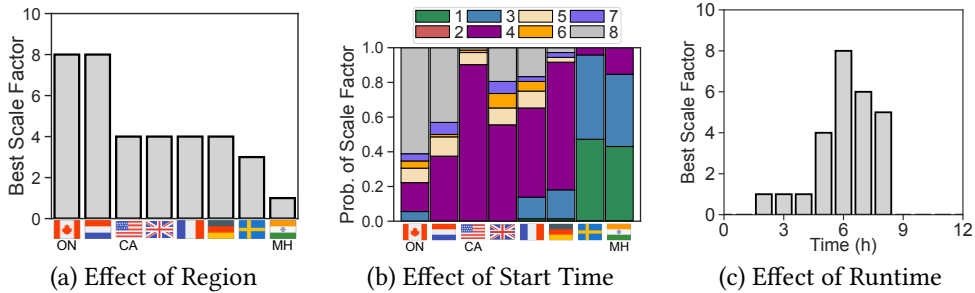 10
8
6
4
2
0
Best Scale Factor
ON
CA
MH
(a) Effect of Region
1
2
3
4
5
6
7
8
1.0
0.8
0.6
0.4
0.2
0.0
Prob. of Scale Factor
ON
CA
MH
(b) Effect of Start Time
10
8
6
4
2
0
Best Scale Factor
0 3 6 9 12
Time (h)
(c) Effect of Runtime